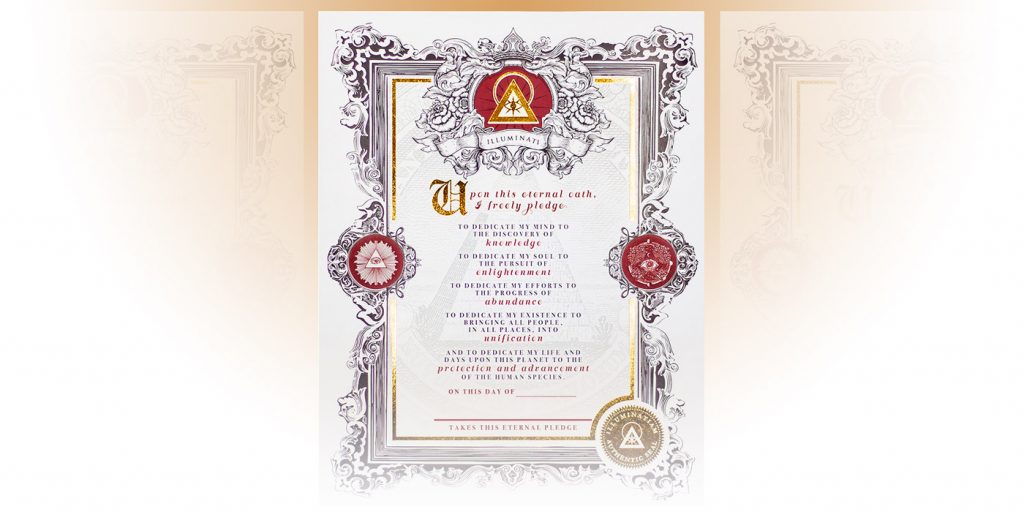 ILLUMINATI
Upon this eternal oath,
I freely pledge
TO DEDICATE MY MIND TO
THE DISCOVERY OF
knowledge
TO DEDICATE MY SOUL TO
THE PURSUIT OF
enlightenment
TO DEDICATE MY EFFORTS TO
THE PROGRESS OF
abundance
TO DEDICATE MY EXISTENCE TO
BRINGING ALL PEOPLE,
IN ALL PLACES, INTO
unification
AND TO DEDICATE MY LIFE AND
DAYS UPON THIS PLANET TO THE
protection and advancement
OF THE HUMAN SPECIES.
ON THIS DAY OF
TAKES THIS ETERNAL PLEDGE
ILLUMINATIAM
AUTHENTIC SEAL